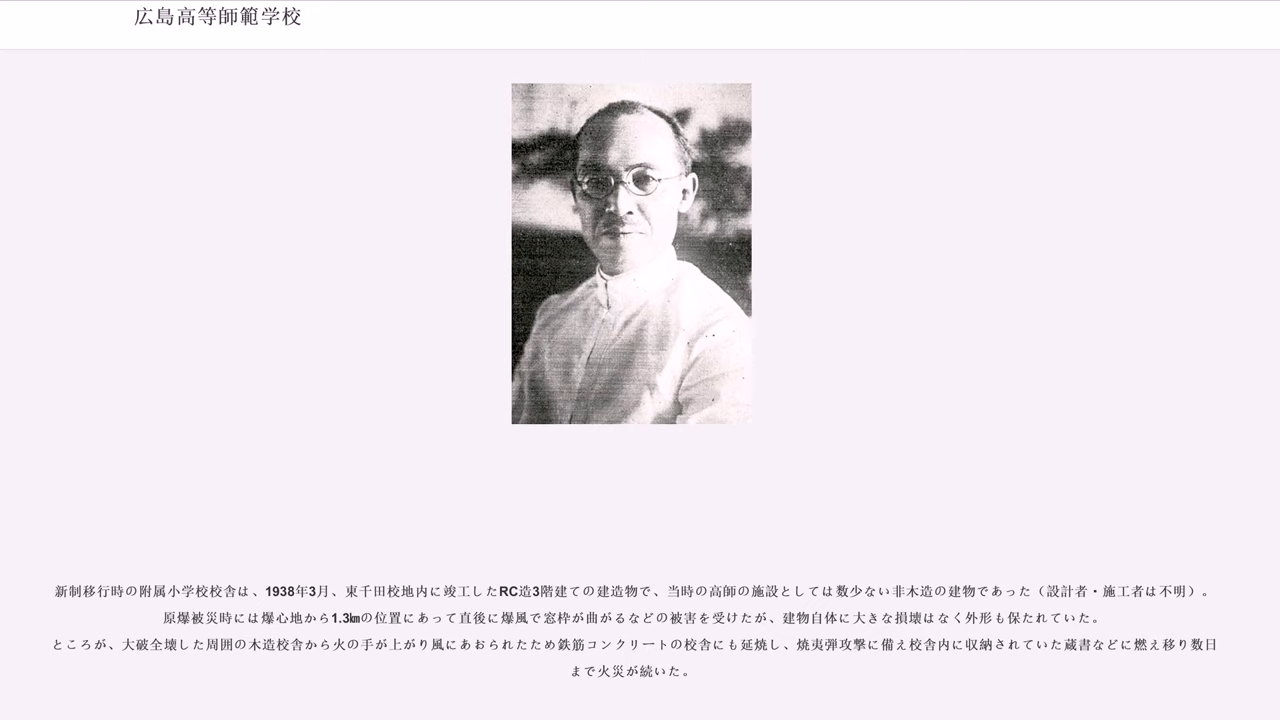 広島高等師範学校
新制移行時の附属小学校校舎は、1938年3月、東千田校地内に竣工したRC造3階建ての建造物で、当時の高師の施設としては数少ない非木造の建物であった（設計者・施工者は不明）。
原爆被災時には爆心地から1.3㎞の位置にあって直後に爆風で窓枠が曲がるなどの被害を受けたが、建物自体に大きな損壊はなく外形も保たれていた。
ところが、大破全壊した周囲の木造校舎から火の手が上がり風にあおられたため鉄筋コンクリートの校舎にも延焼し、焼夷弾攻撃に備え校舎内に収納されていた蔵書などに燃え移り数日
まで火災が続いた。